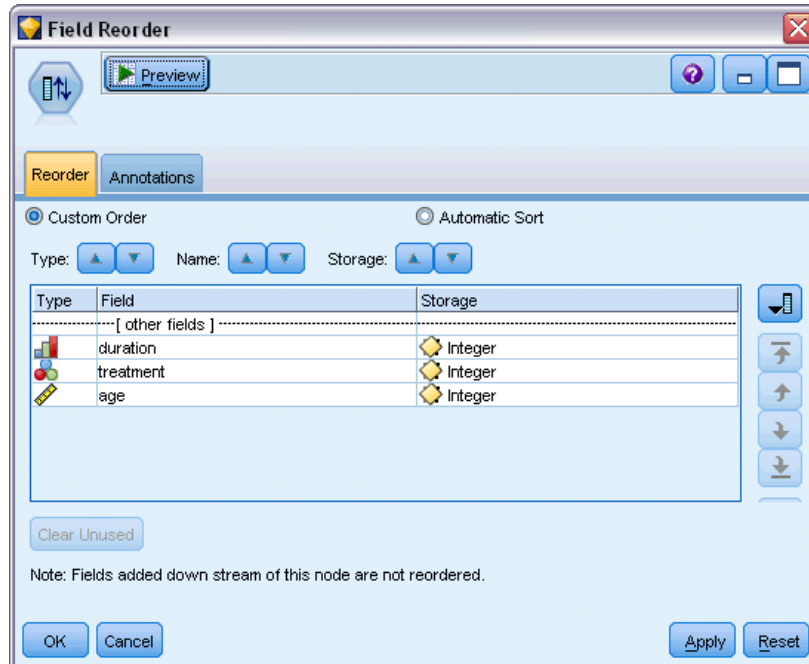 Field Reorder
Preview
Reorder Annotations
Custom Order Automatic Sort
Type: Name: Storage:
Type Field Storage
[ other fields ]
duration Integer
treatment Integer
age Integer
Clear Unused
Note: Fields added down stream of this node are not reordered.
OK Cancel Apply Reset